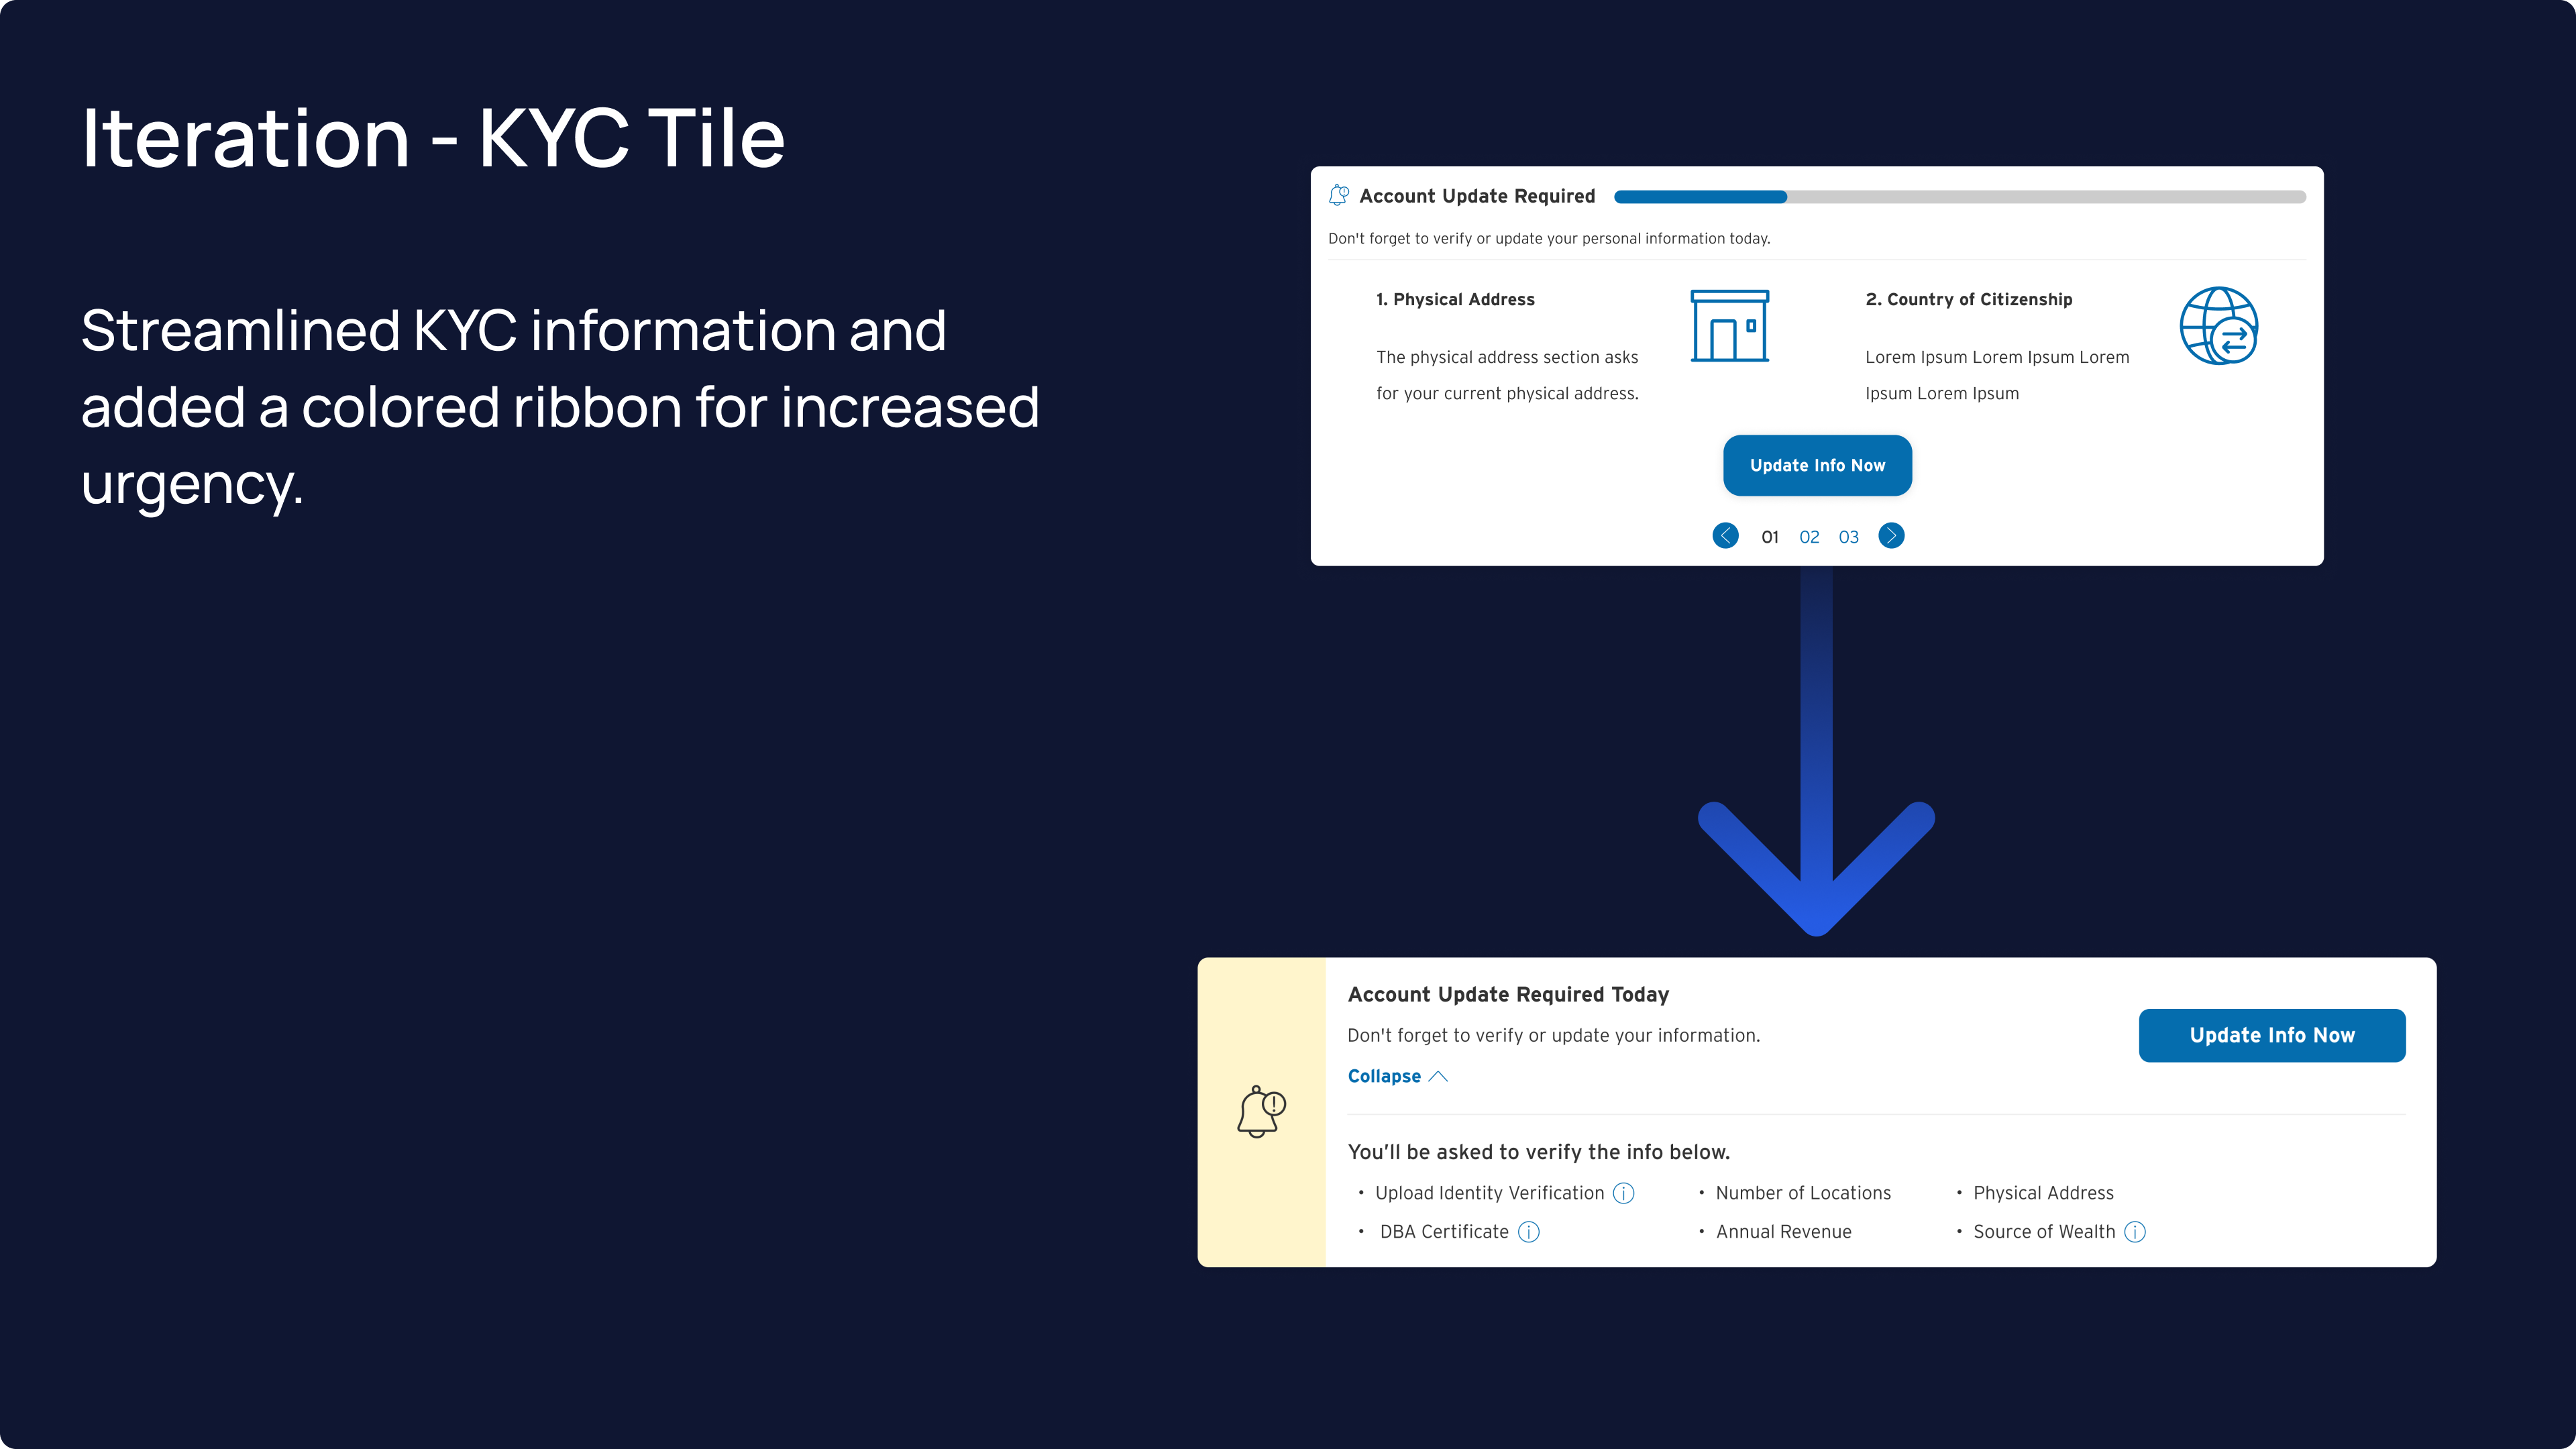 Iteration - KYC Tile
Streamlined KYC information and
added a colored ribbon for increased
urgency.
Account Update Required
Don't forget to verify or update your personal information today.
1. Physical Address
The physical address section asks
for your current physical address.
2. Country of Citizenship
Lorem Ipsum Lorem Ipsum Lorem
Ipsum Lorem Ipsum
Update Info Now
01 02 03
Account Update Required Today
Don't forget to verify or update your information.
Collapse
Update Info Now
You'll be asked to verify the info below.
• Upload Identity Verification
• Number of Locations
• Physical Address
• DBA Certificate
• Annual Revenue
• Source of Wealth